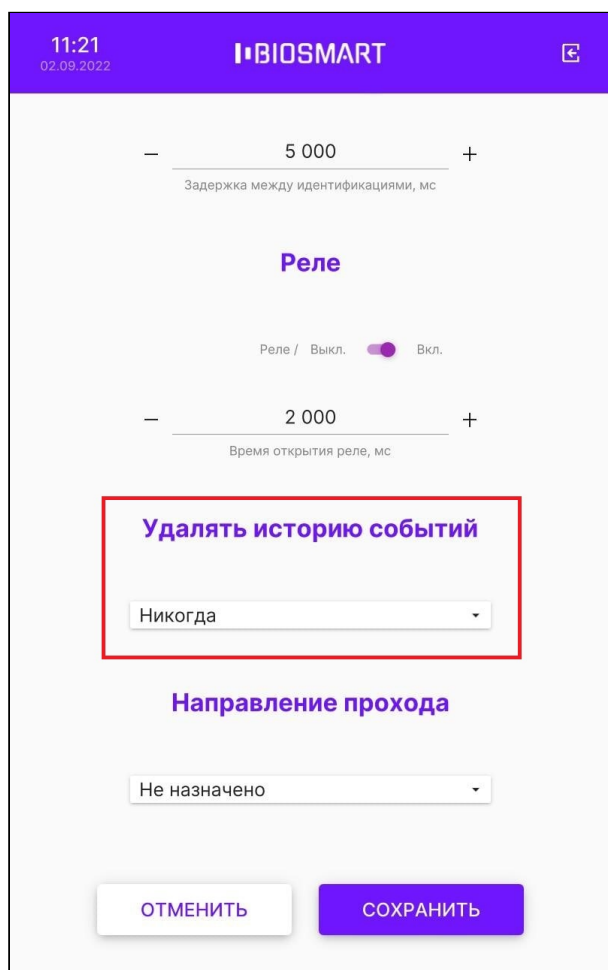 11:21
02.09.2022
BIOSMART
− 5 000 +
Задержка между идентификациями, мс
Реле
Реле / Выкл. Вкл.
− 2 000 +
Время открытия реле, мс
Удалять историю событий
Никогда
Направление прохода
Не назначено
ОТМЕНИТЬ СОХРАНИТЬ